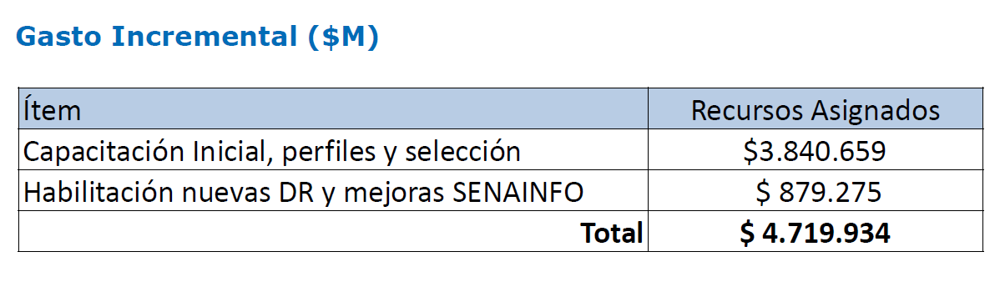 Gasto Incremental ($M)
Ítem Recursos Asignados
Capacitación Inicial, perfiles y selección $3.840.659
Habilitación nuevas DR y mejoras SENAINFO $ 879.275
Total $ 4.719.934